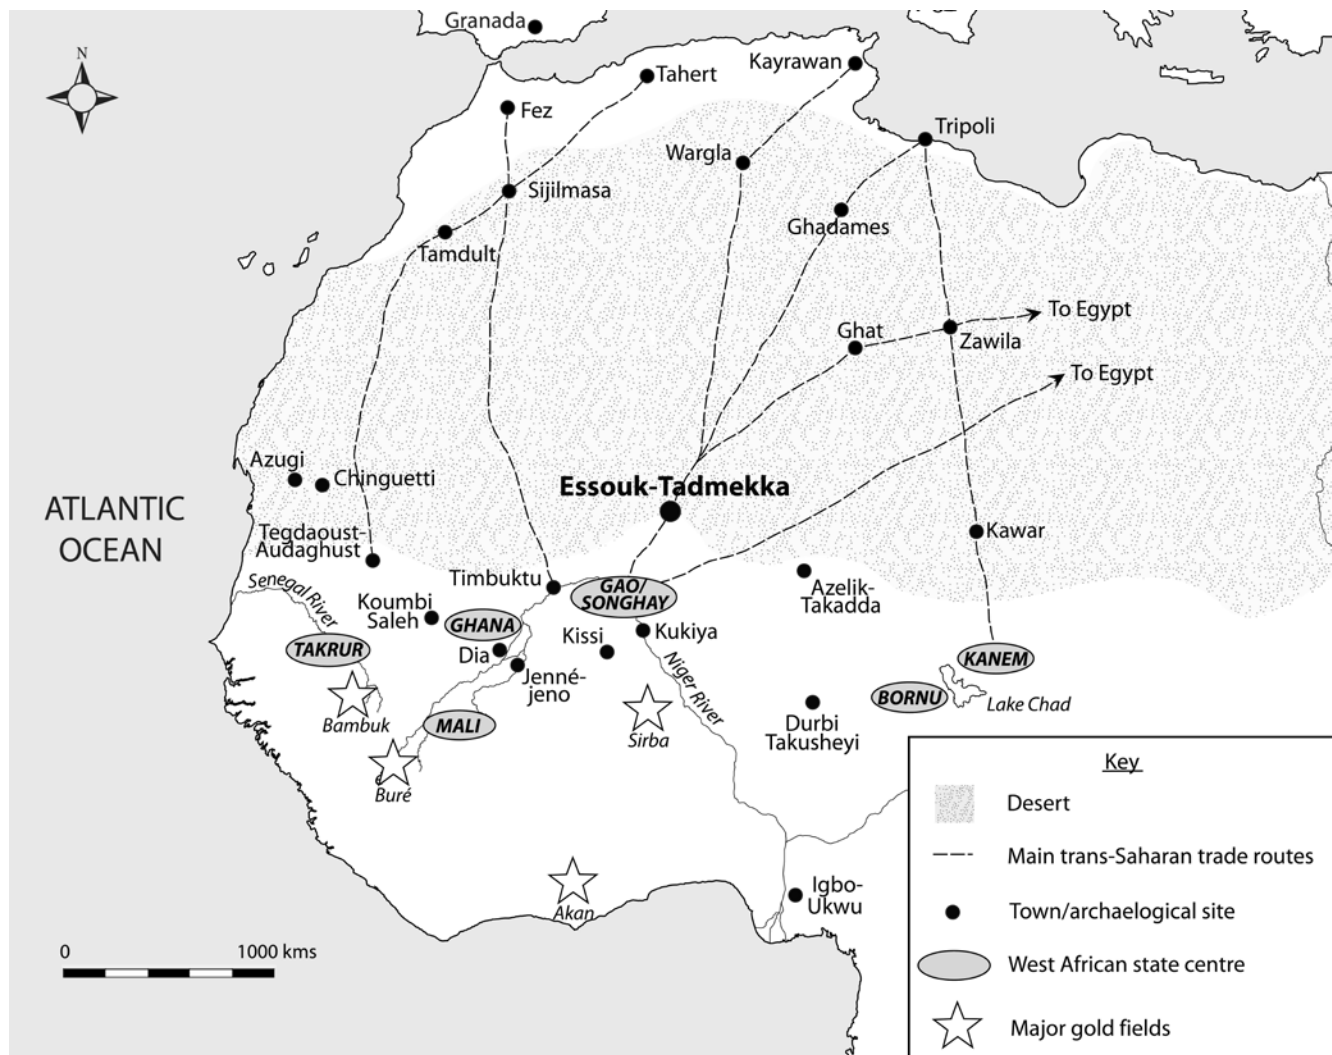 Granada
N
Tahert
Kayrawan
Fez
Tripoli
Wargla
Sijilmasa
Ghadames
Tamdult
To Egypt
Ghat
Zawila
To Egypt
Azugi
Chinguetti
Essouk-Tadmekka
ATLANTIC
OCEAN
Tegdaoust-
Audaghust
Kawar
Timbuktu
GAO/
SONGHAY
Azelik-
Takadda
Senegal River
Koumbi
Saleh
GHANA
Kissi
Kukiya
TAKRUR
Dia
Jenné-
jeno
KANEM
Niger River
BORNU
Lake Chad
Bambuk
MALI
Sirba
Durbi
Takusheyi
Buré
Akan
Igbo-
Ukwu
0
1000 kms
Key
Desert
Main trans-Saharan trade routes
Town/archaelogical site
West African state centre
Major gold fields